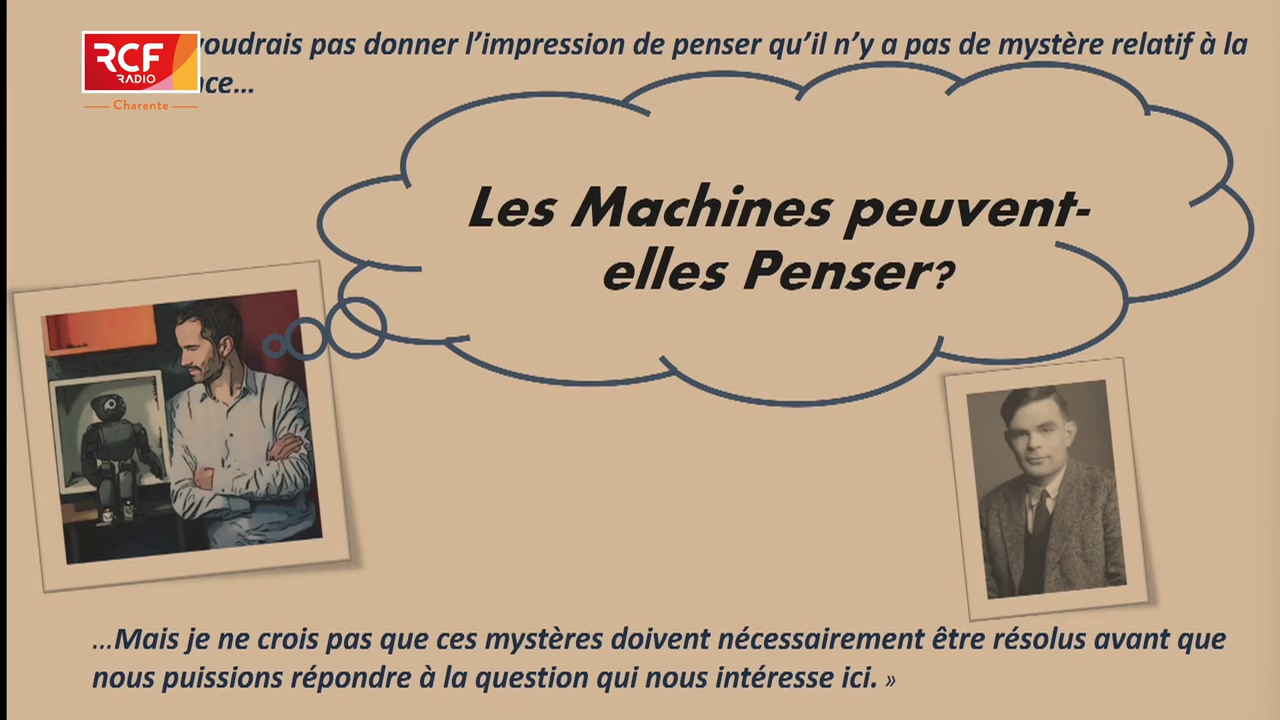 voudrais pas donner l'impression de penser qu'il n'y a pas de mystère relatif à la
nce...
RCF
RADIO
Charente
Les Machines peuvent-
elles Penser?
...Mais je ne crois pas que ces mystères doivent nécessairement être résolus avant que
nous puissions répondre à la question qui nous intéresse ici. »